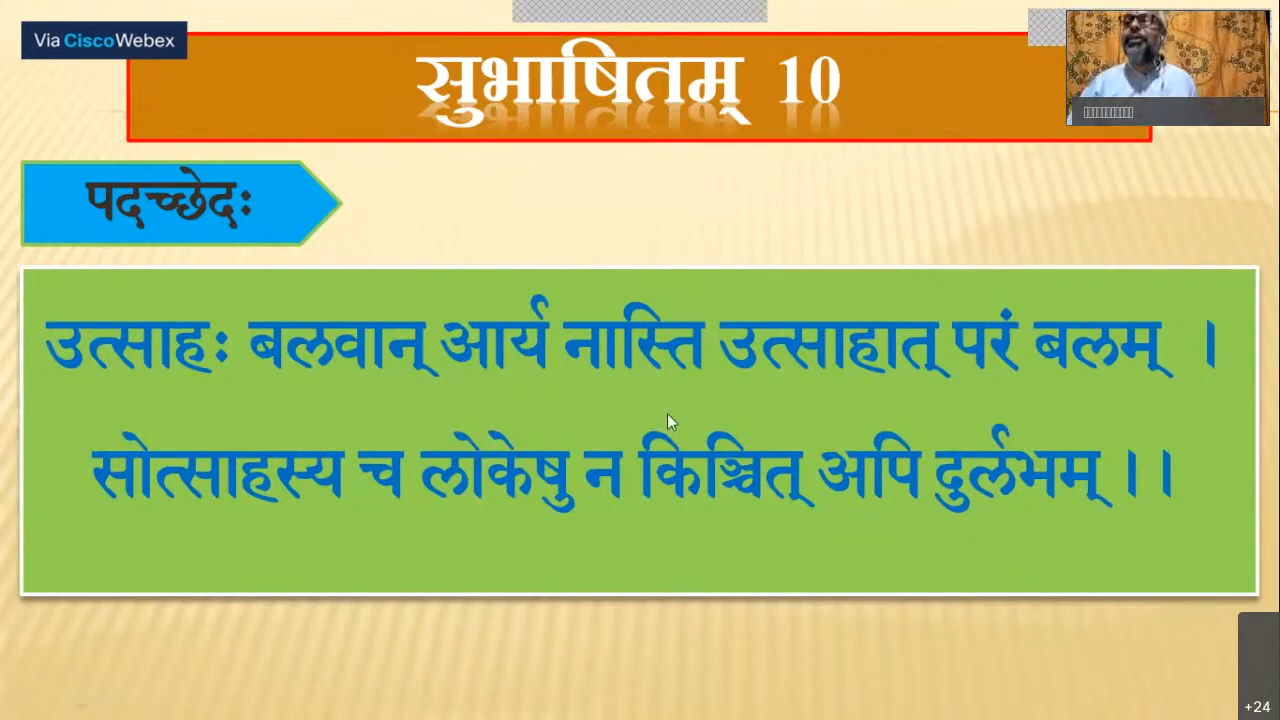 Via CiscoWebex
सुभाषितम् 10
पदच्छेदः
उत्साहः बलवान् आर्य नास्ति उत्साहात् परं बलम् ।
सोत्साहस्य च लोकेषु न किञ्चित् अपि दुर्लभम् ।।
+24